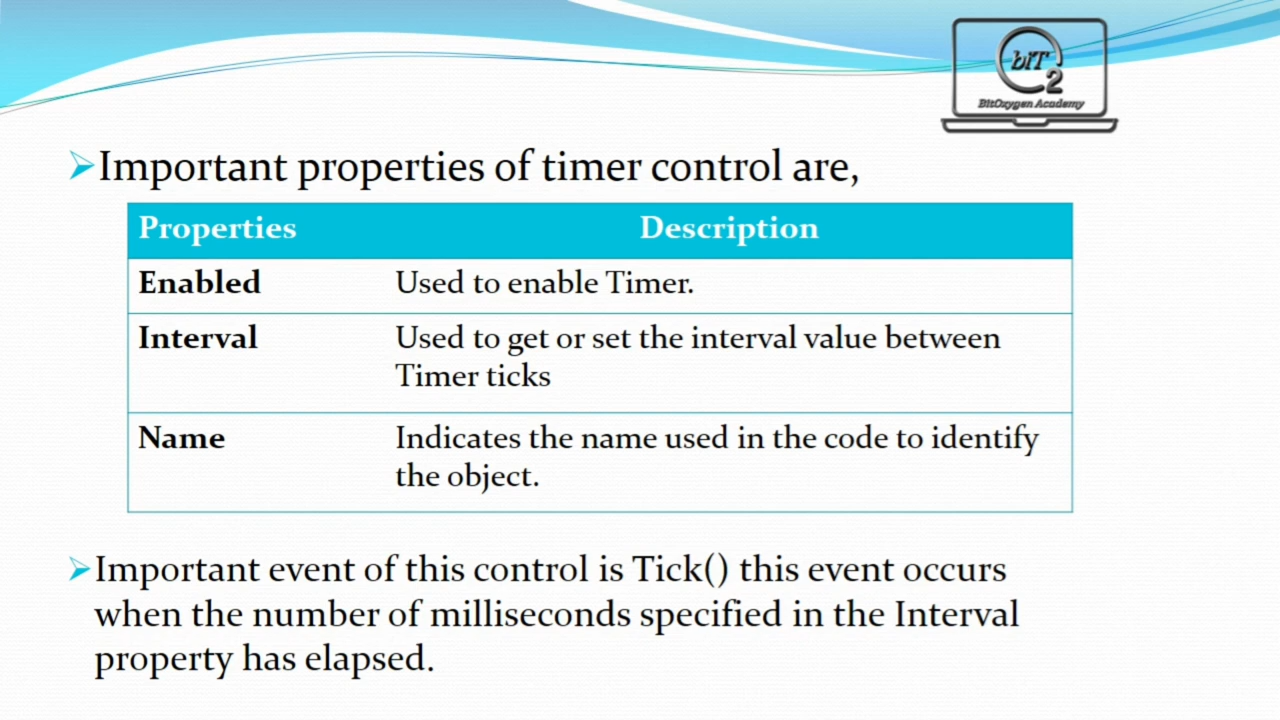 biT
2
BitOxygen Academy
Important properties of timer control are,
Properties Description
Enabled Used to enable Timer.
Interval Used to get or set the interval value between
Timer ticks
Name Indicates the name used in the code to identify
the object.
Important event of this control is Tick() this event occurs
when the number of milliseconds specified in the Interval
property has elapsed.